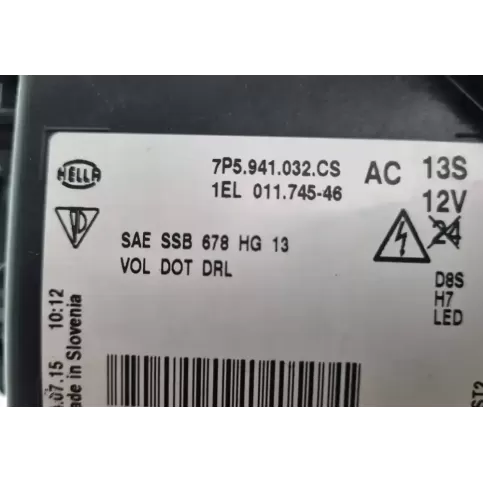 HELLA
7P5.941.032.CS
AC
13S
1EL 011.745-46
12V
24
SAE SSB 678 HG 13
VOL DOT DRL
D8S
H7
LED
.07.15 10:12
ade in Slovenia
ST2